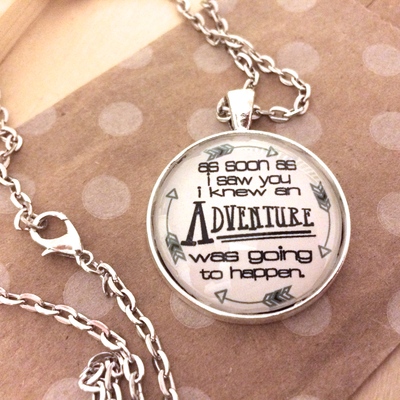 as soon as
i saw you
i knew an
ADVENTURE
was going
to happen.